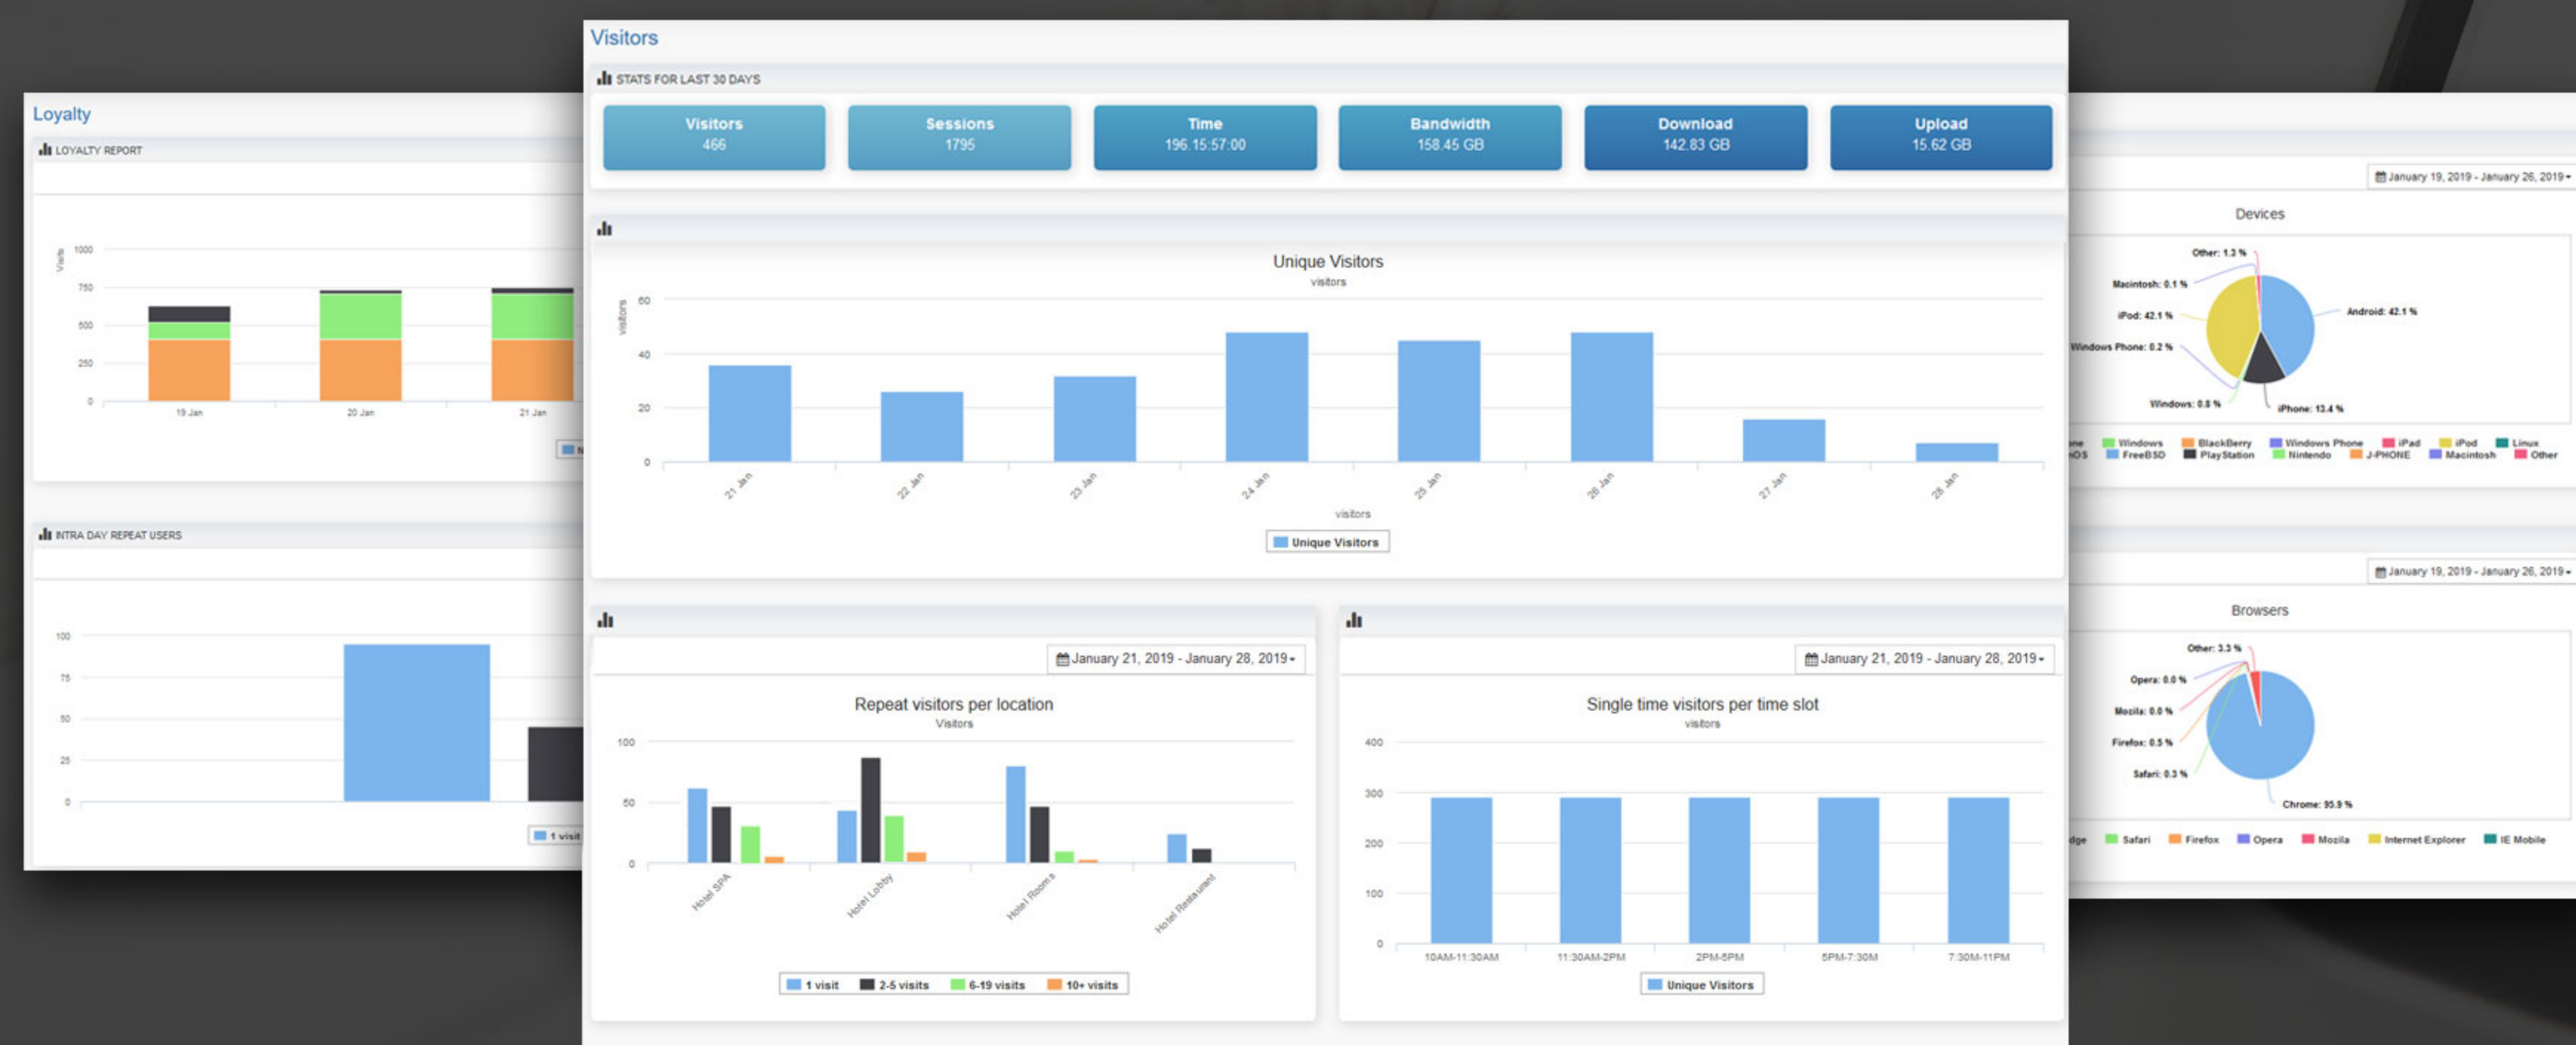 Loyalty
LOYALTY REPORT
Visits
1000
750
500
250
0
19 Jan
20 Jan
21 Jan
INTRA DAY REPEAT USERS
100
75
50
25
0
1 visit
Visitors
STATS FOR LAST 30 DAYS
Visitors
466
Sessions
1795
Time
196.15:57:00
Bandwidth
158.45 GB
Download
142.83 GB
Upload
15.62 GB
Unique Visitors
visitors
visitors
60
40
20
0
21 Jan
22 Jan
23 Jan
24 Jan
25 Jan
26 Jan
27 Jan
28 Jan
visitors
Unique Visitors
January 21, 2019 - January 28, 2019
Repeat visitors per location
Visitors
100
50
0
Hotel SPA
Hotel Lobby
Hotel Rooms
Hotel Restaurant
1 visit 2-5 visits 6-19 visits 10+ visits
January 21, 2019 - January 28, 2019
Single time visitors per time slot
visitors
400
300
200
100
0
10AM-11:30AM
11:30AM-2PM
2PM-5PM
5PM-7:30M
7:30M-11PM
Unique Visitors
January 19, 2019 - January 26, 2019
Devices
Other: 1.3 %
Macintosh: 0.1 %
iPod: 42.1 %
Windows Phone: 0.2 %
Windows: 0.8 %
iPhone: 13.4 %
Android: 42.1 %
Windows BlackBerry Windows Phone iPad iPod Linux
FreeBSD PlayStation Nintendo J-PHONE Macintosh Other
January 19, 2019 - January 26, 2019
Browsers
Other: 3.3 %
Opera: 0.0 %
Mozila: 0.0 %
Firefox: 0.5 %
Safari: 0.3 %
Chrome: 95.9 %
Safari Firefox Opera Mozila Internet Explorer IE Mobile